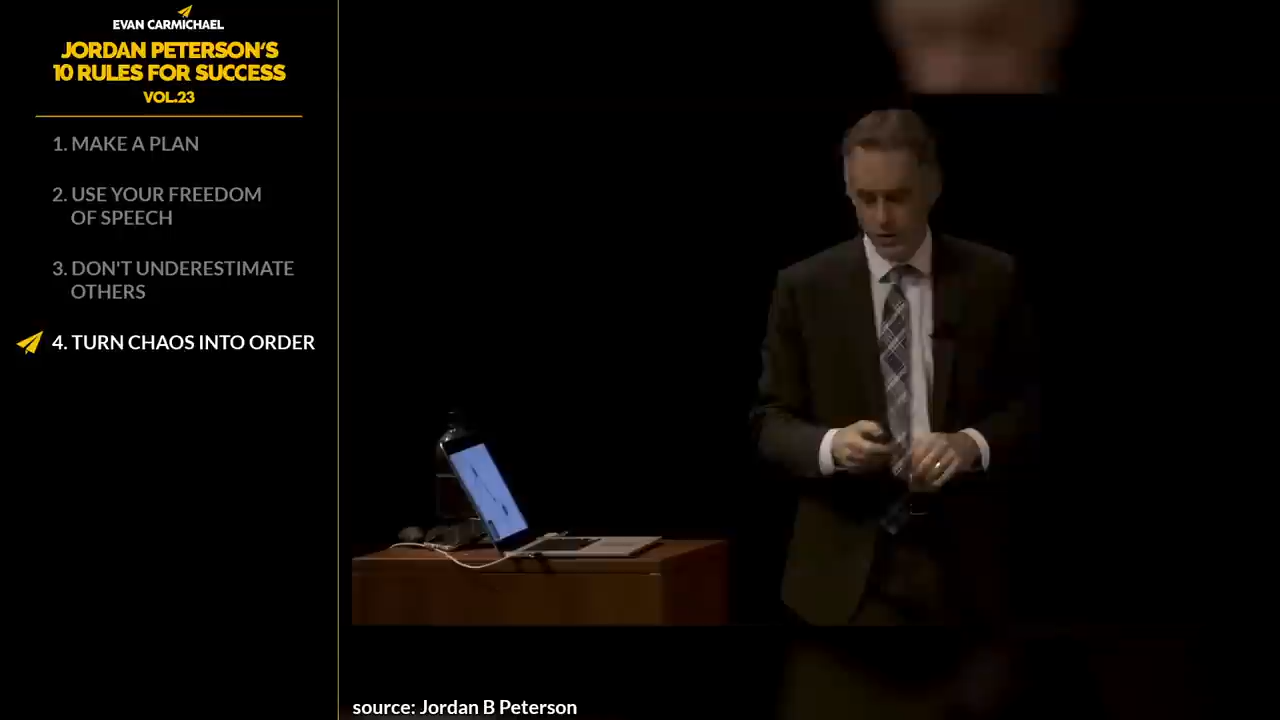 EVAN CARMICHAEL
JORDAN PETERSON'S
10 RULES FOR SUCCESS
VOL.23
1. MAKE A PLAN
2. USE YOUR FREEDOM
OF SPEECH
3. DON'T UNDERESTIMATE
OTHERS
4. TURN CHAOS INTO ORDER
source: Jordan B Peterson